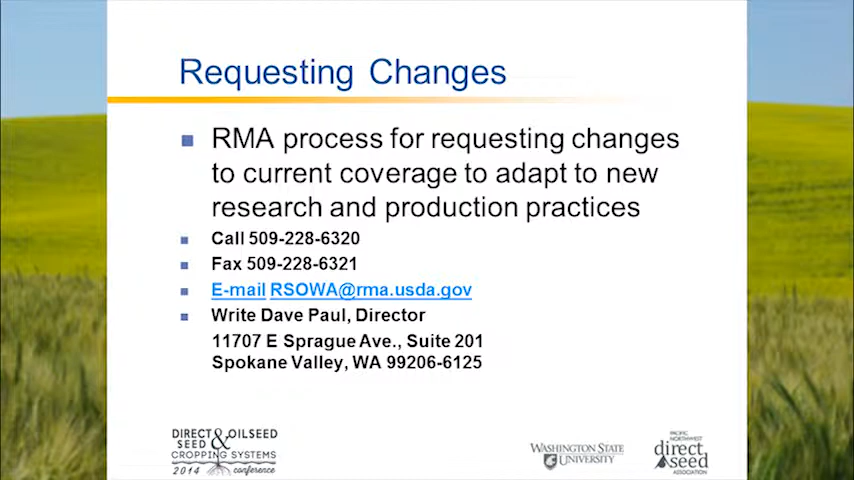 Requesting Changes
RMA process for requesting changes
to current coverage to adapt to new
research and production practices
Call 509-228-6320
Fax 509-228-6321
E-mail RSOWA@rma.usda.gov
Write Dave Paul, Director
11707 E Sprague Ave., Suite 201
Spokane Valley, WA 99206-6125
DIRECT & OILSEED
SEED
CROPPING SYSTEMS
2014 conference
WASHINGTON STATE
UNIVERSITY
PACIFIC
NORTHWEST
direct
seed
ASSOCIATION